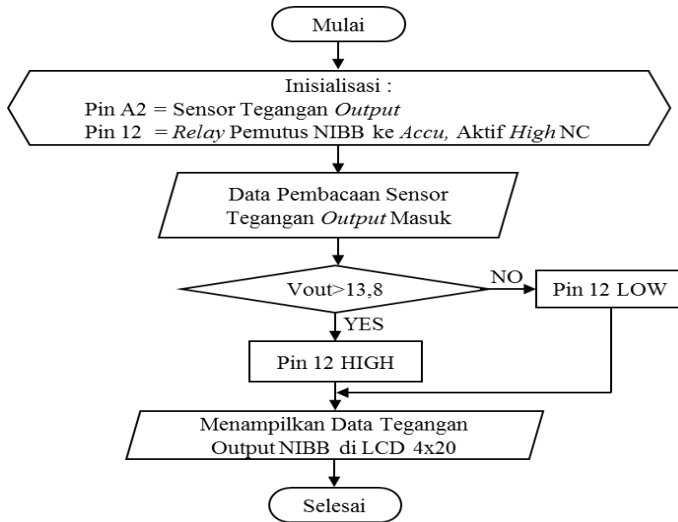 Mulai
Inisialisasi :
Pin A2 = Sensor Tegangan Output
Pin 12 = Relay Pemutus NIBB ke Accu, Aktif High NC
Data Pembacaan Sensor
Tegangan Output Masuk
Vout>13,8
NO
Pin 12 LOW
YES
Pin 12 HIGH
Menampilkan Data Tegangan
Output NIBB di LCD 4x20
Selesai